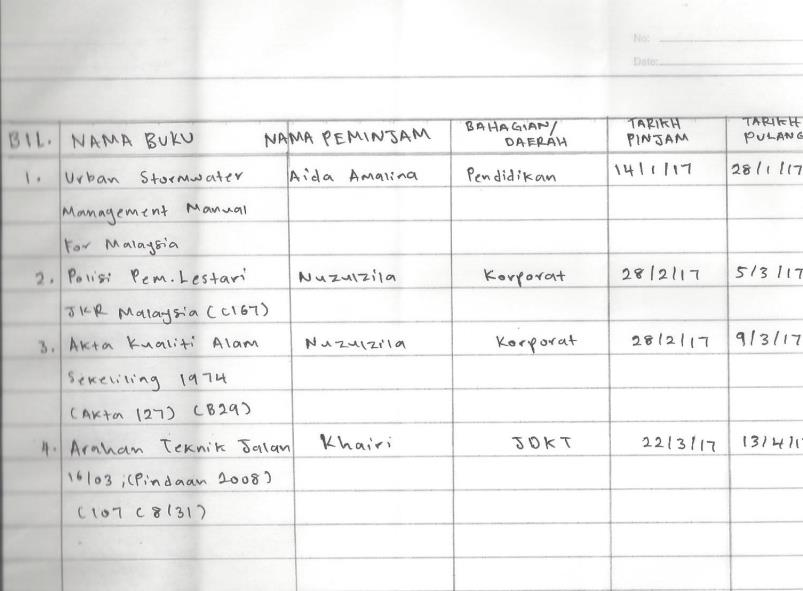 No:
Date:
BIL. NAMA BUKU NAMA PEMINJAM BAHAGIAN/ DAERAH TARIKH PINJAM TARIKH PULANG
1. Urban Stormwater Aida Amalina Pendidikan 14/1/17 28/1/17
Management Manual
For Malaysia
2. Polisi Pem. Lestari Nuzulzila Korporat 28/2/17 5/3/17
JKR Malaysia (C167)
3. Akta Kualiti Alam Nuzulzila Korporat 28/2/17 9/3/17
Sekeliling 1974
(Akta 127) (B29)
4. Arahan Teknik Jalan Khairi JOKT 22/3/17 13/4/1
16/03 ; (Pindaan 2008)
(107 (8/31)